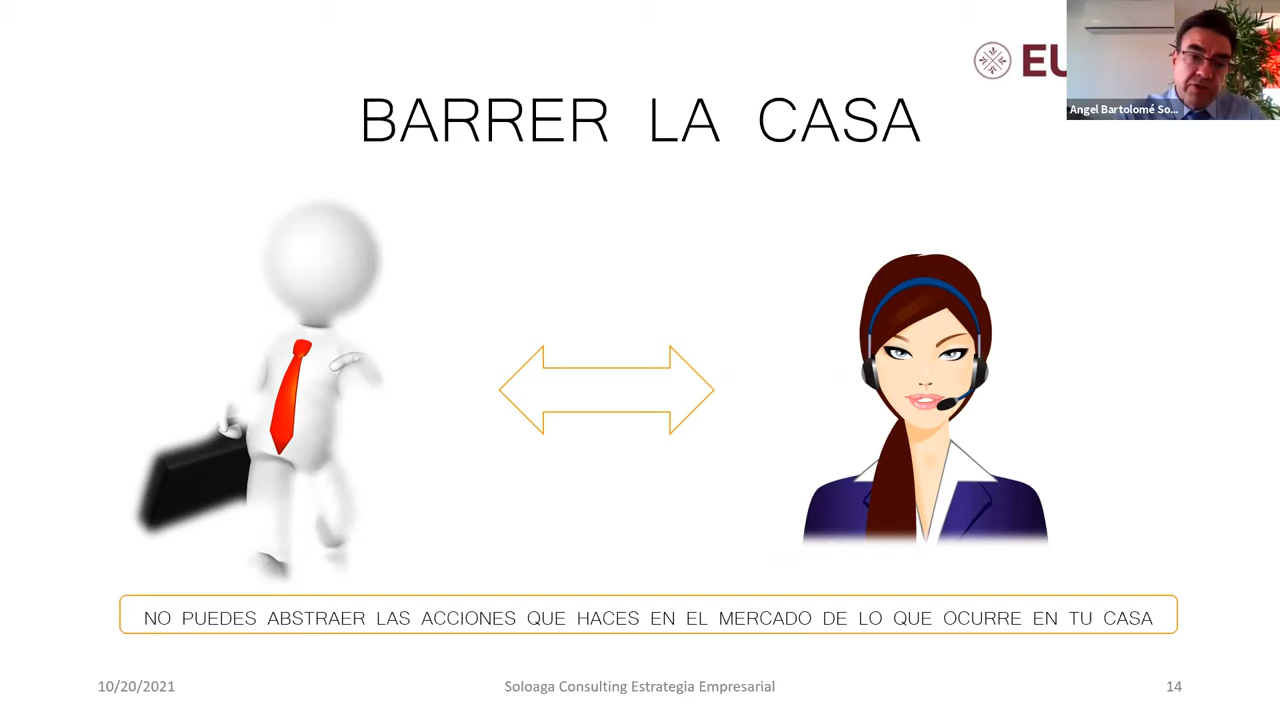 EU
Angel Bartolomé So...
BARRER LA CASA
NO PUEDES ABSTRAER LAS ACCIONES QUE HACES EN EL MERCADO DE LO QUE OCURRE EN TU CASA
10/20/2021
Soloaga Consulting Estrategia Empresarial
14